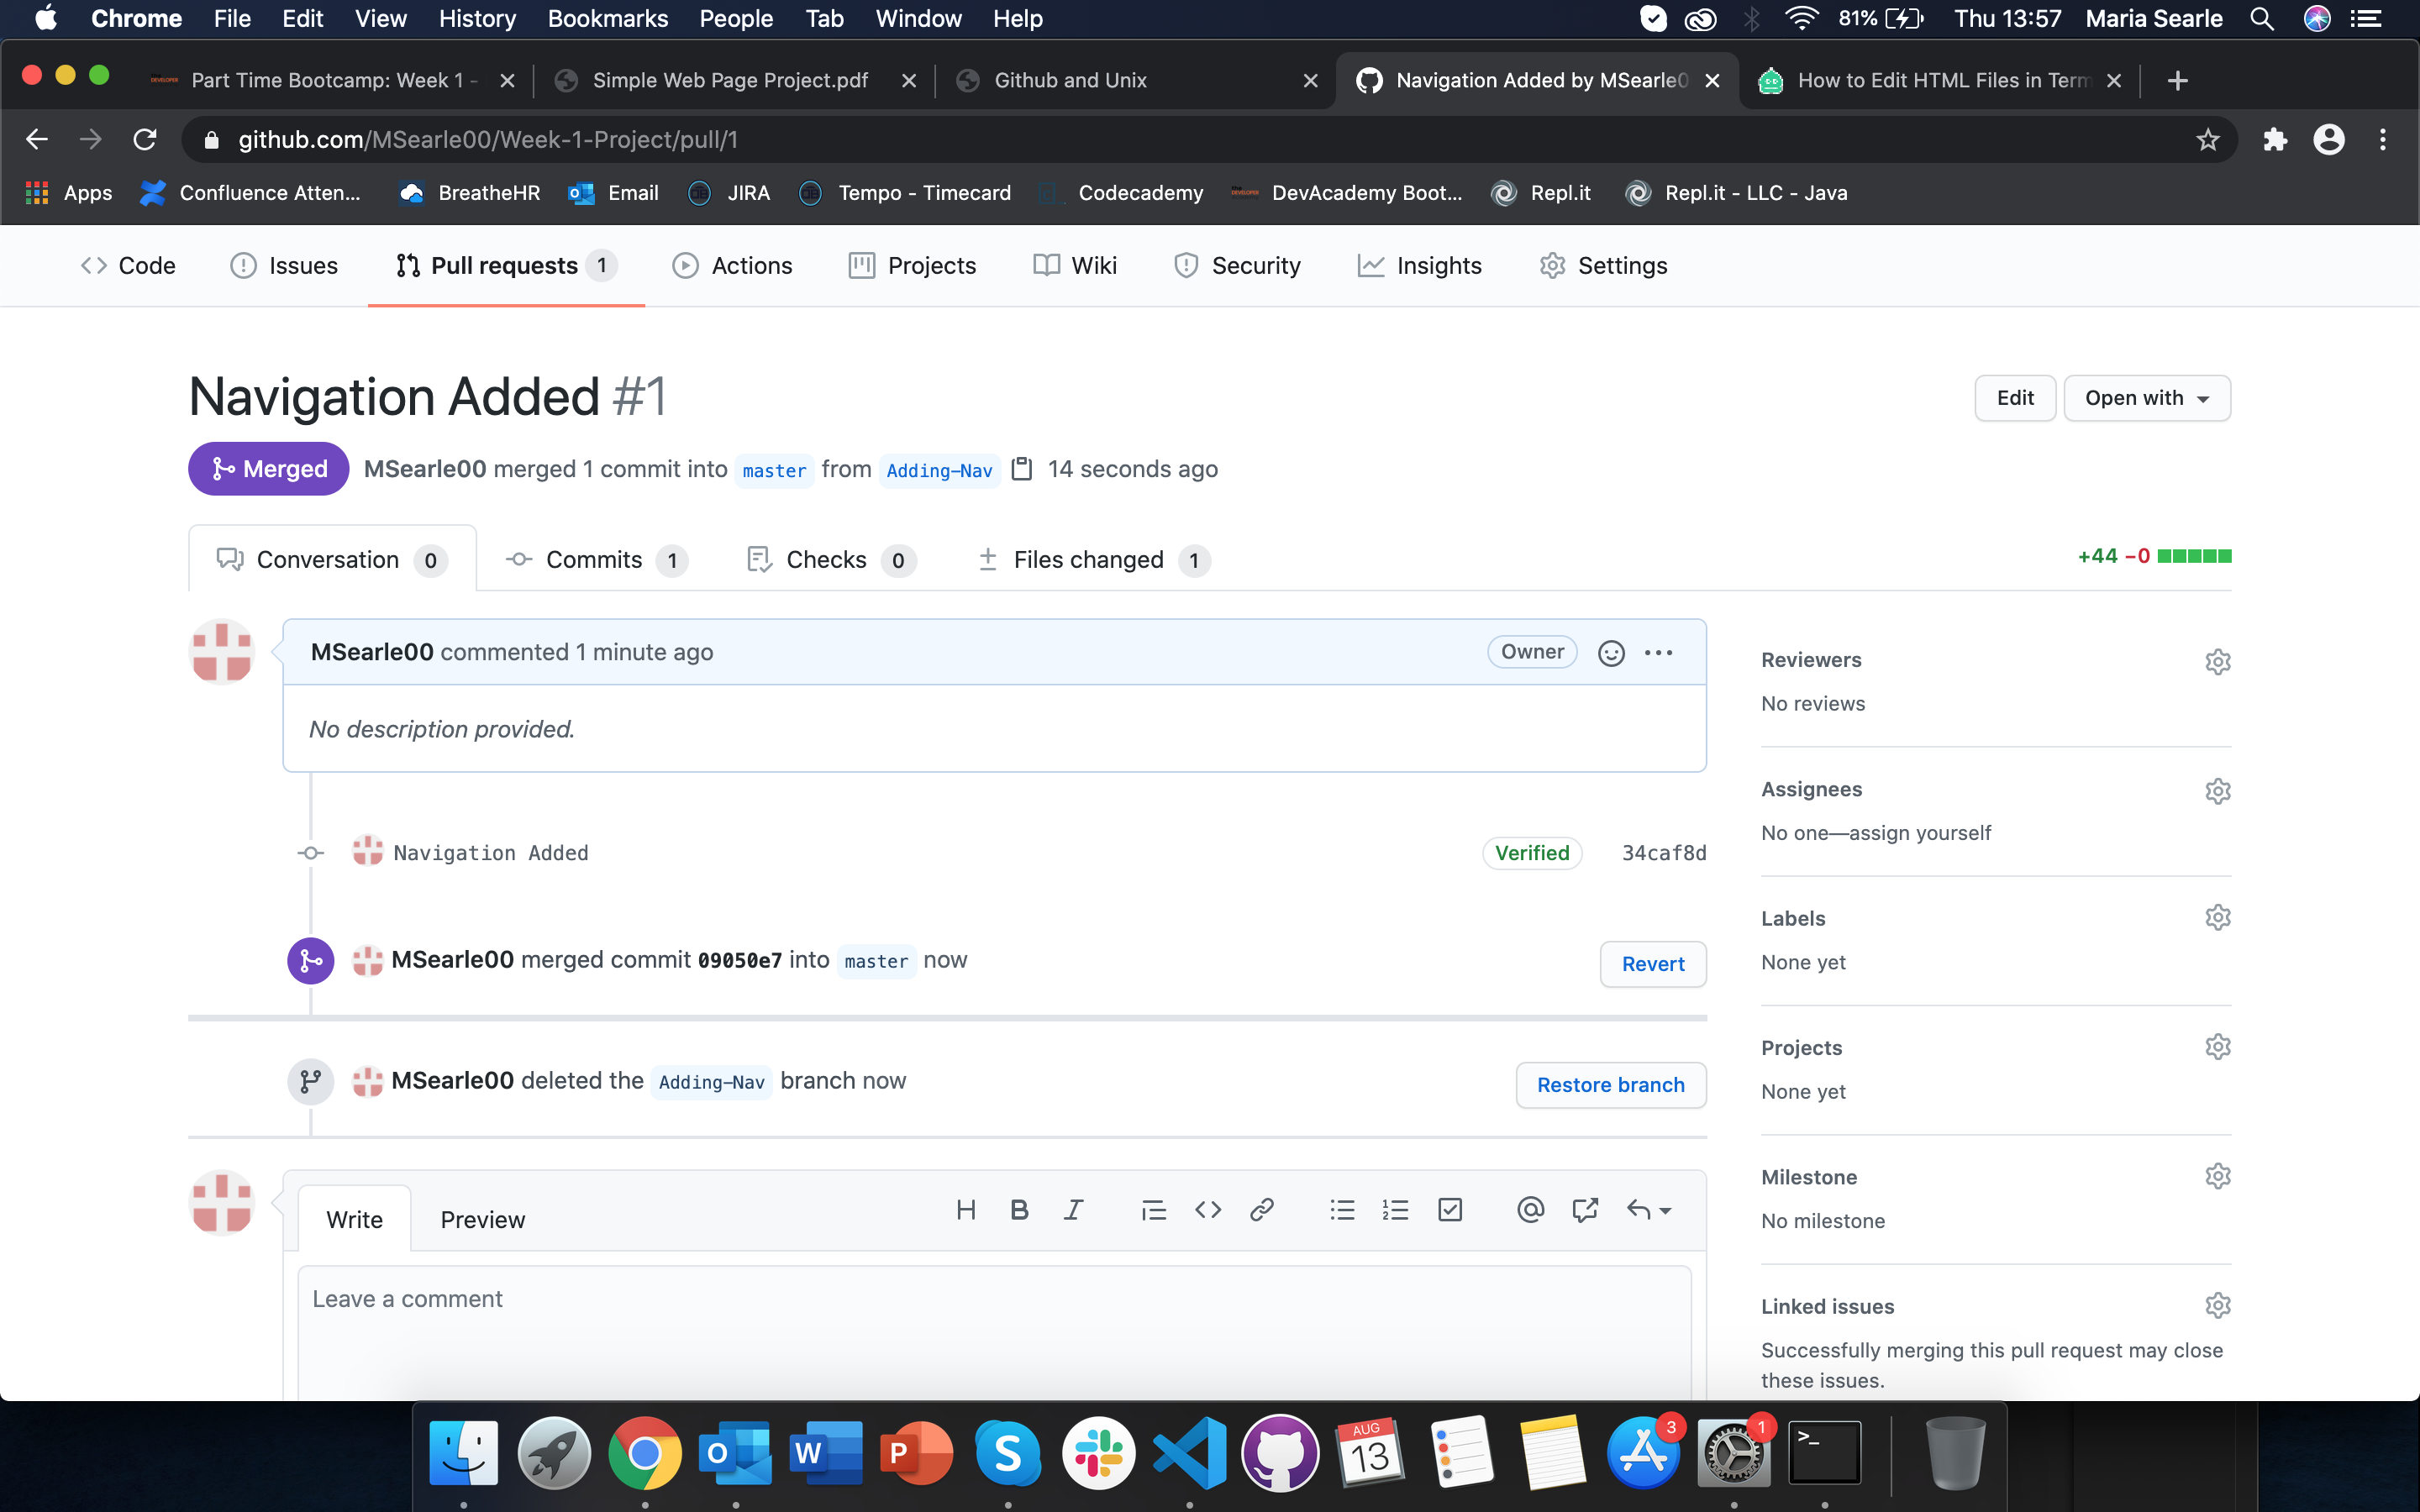 Chrome File Edit View History Bookmarks People Tab Window Help 81% Thu 13:57 Maria Searle
Part Time Bootcamp: Week 1 - Simple Web Page Project.pdf Github and Unix Navigation Added by MSearle0 How to Edit HTML Files in Term
github.com/MSearle00/Week-1-Project/pull/1
Apps Confluence Atten... BreatheHR Email JIRA Tempo - Timecard Codecademy DevAcademy Boot... Repl.it Repl.it - LLC - Java
Code Issues Pull requests 1 Actions Projects Wiki Security Insights Settings
Navigation Added #1
Edit Open with
Merged MSearle00 merged 1 commit into master from Adding-Nav 14 seconds ago
Conversation 0 Commits 1 Checks 0 Files changed 1 +44 −0
MSearle00 commented 1 minute ago Owner
No description provided.
Navigation Added Verified 34caf8d
MSearle00 merged commit 09050e7 into master now Revert
MSearle00 deleted the Adding-Nav branch now Restore branch
Write Preview
Leave a comment
Reviewers
No reviews
Assignees
No one—assign yourself
Labels
None yet
Projects
None yet
Milestone
No milestone
Linked issues
Successfully merging this pull request may close
these issues.
AUG
13
3
1